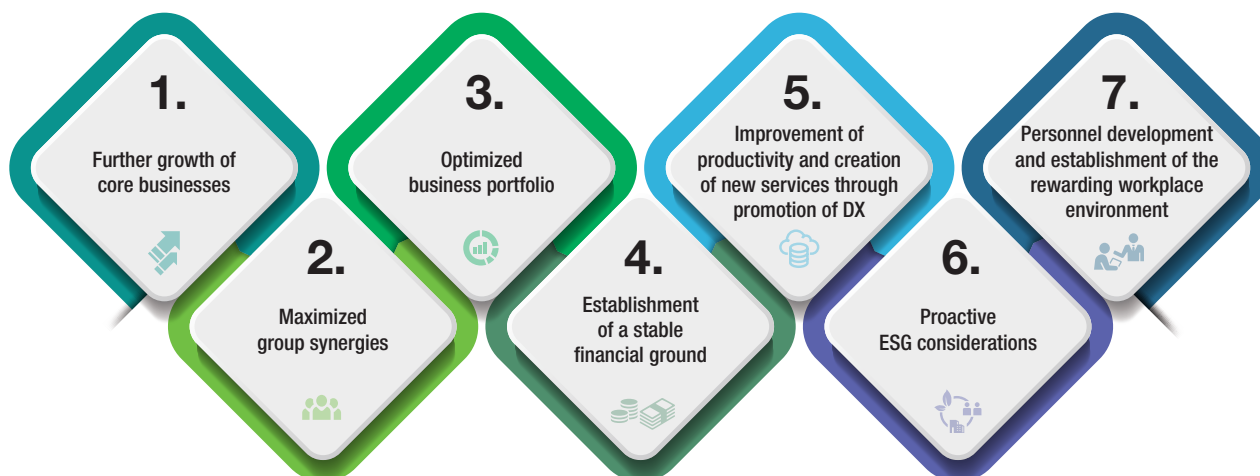 1.
Further growth of
core businesses
2.
Maximized
group synergies
3.
Optimized
business portfolio
4.
Establishment
of a stable
financial ground
5.
Improvement of
productivity and creation
of new services through
promotion of DX
6.
Proactive
ESG considerations
7.
Personnel development
and establishment of the
rewarding workplace
environment